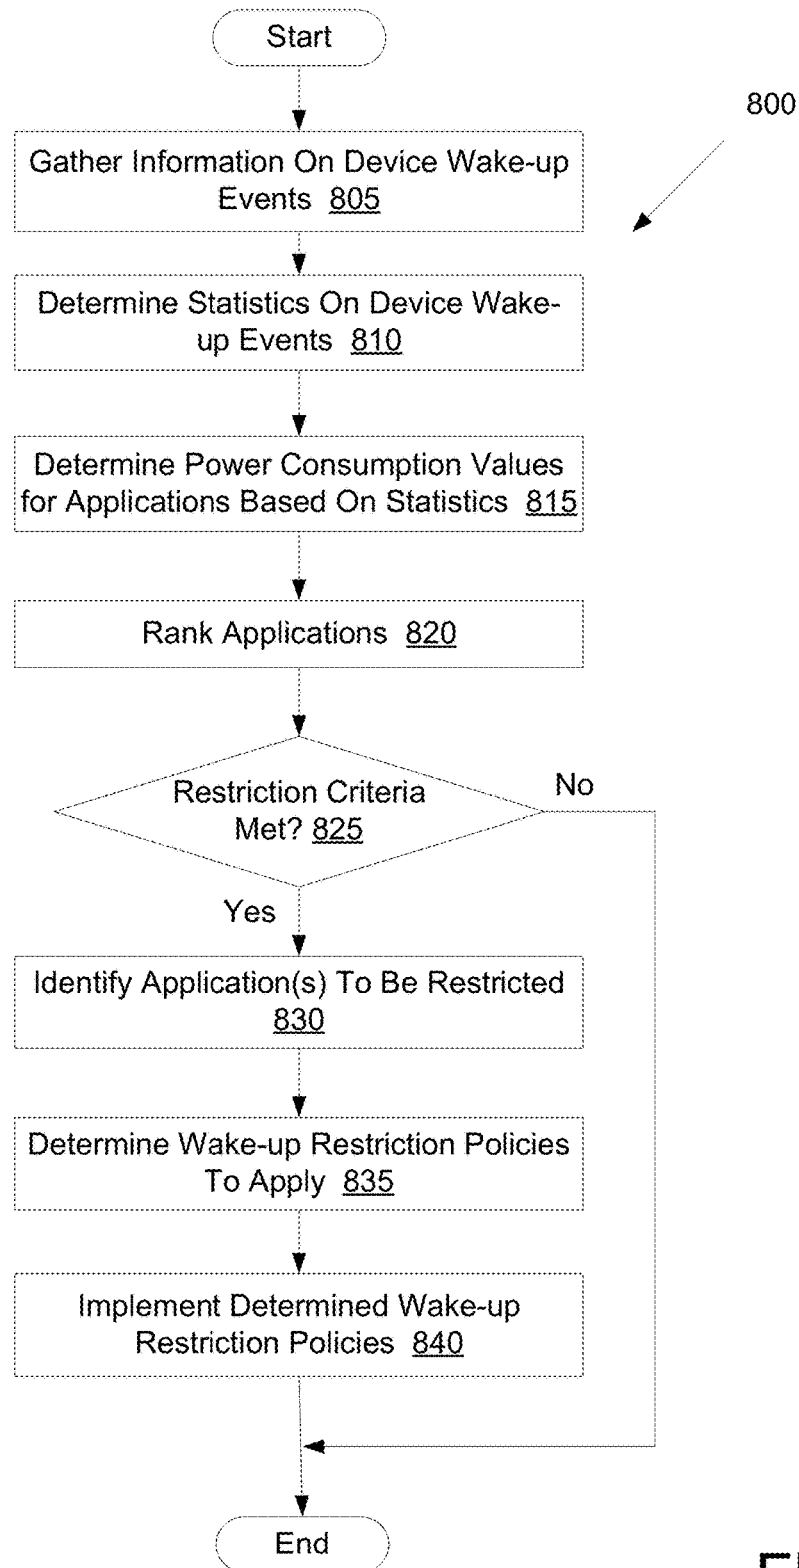 Start
800
Gather Information On Device Wake-up
Events 805
Determine Statistics On Device Wake-
up Events 810
Determine Power Consumption Values
for Applications Based On Statistics 815
Rank Applications 820
Restriction Criteria
Met? 825
No
Yes
Identify Application(s) To Be Restricted
830
Determine Wake-up Restriction Policies
To Apply 835
Implement Determined Wake-up
Restriction Policies 840
End